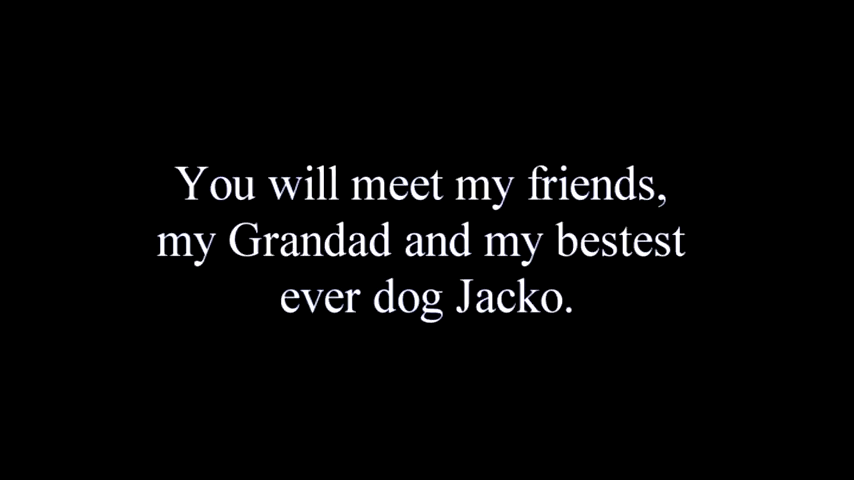 You will meet my friends,
my Grandad and my bestest
ever dog Jacko.